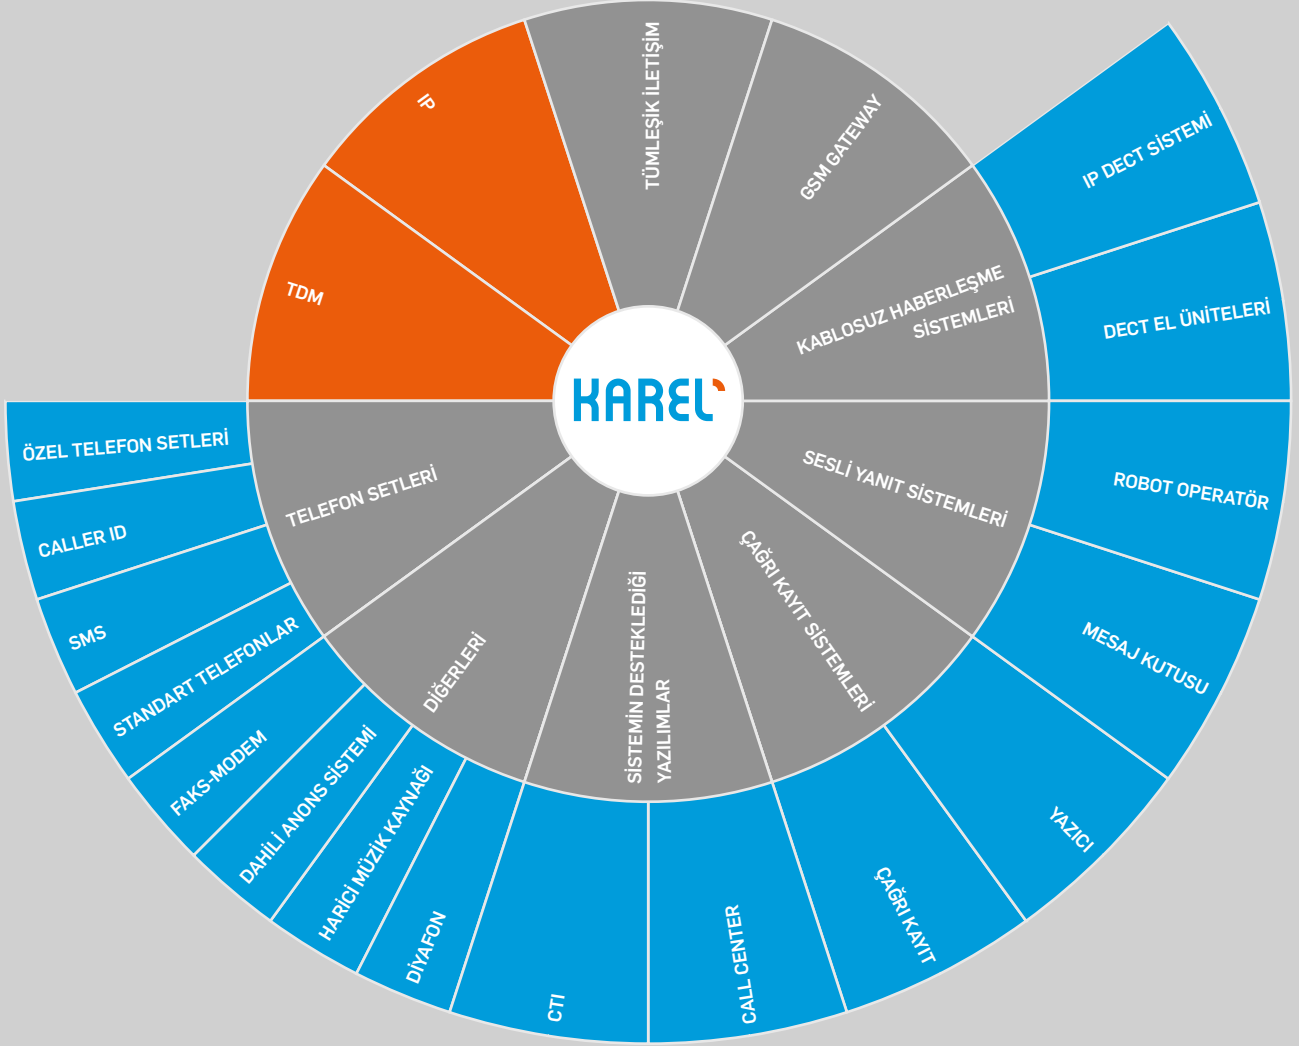 TÜMLEŞİK İLETİŞİM
GSM GATEWAY
KABLOSUZ HABERLEŞME
SİSTEMLERİ
IP DECT SİSTEMİ
DECT EL ÜNİTELERİ
SESLİ YANIT SİSTEMLERİ
ROBOT OPERATÖR
MESAJ KUTUSU
ÇAĞRI KAYIT SİSTEMLERİ
YAZICI
ÇAĞRI KAYIT
SİSTEMİN DESTEKLEDİĞİ
YAZILIMLAR
CALL CENTER
CTI
DİĞERLERİ
DİYAFON
HARİCİ MÜZİK KAYNAĞI
DAHİLİ ANONS SİSTEMİ
FAKS-MODEM
TELEFON SETLERİ
STANDART TELEFONLAR
SMS
CALLER ID
ÖZEL TELEFON SETLERİ
TDM
IP
KAREL